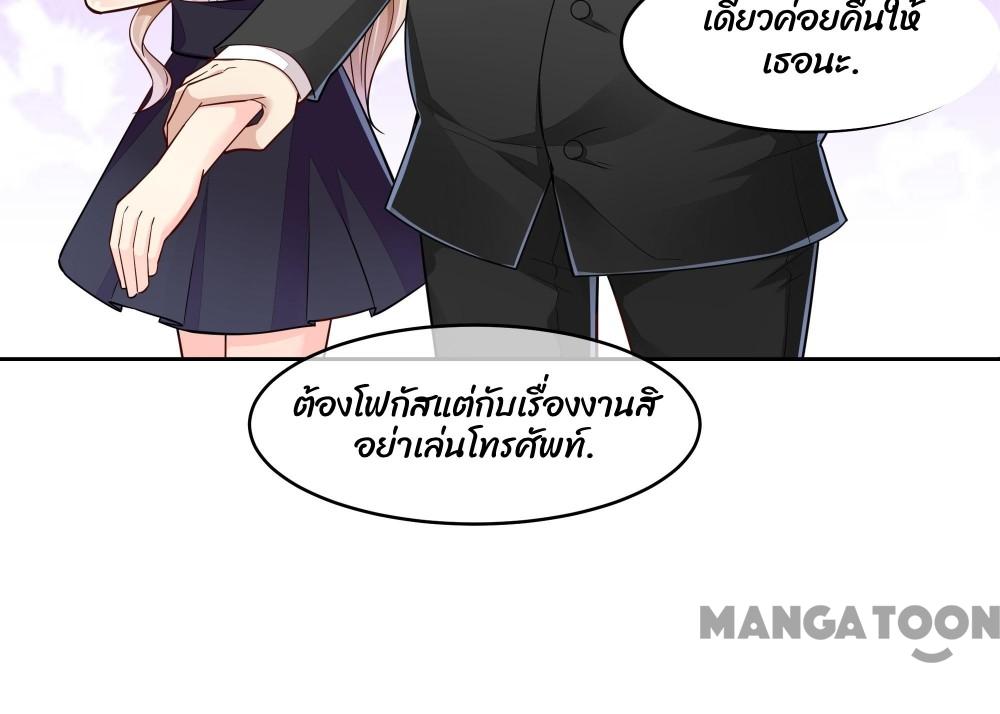 เดี๋ยวค่อยคืนให้
เธอนะ.
ต้องโฟกัสแต่กับเรื่องงานสิ
อย่าเล่นโทรศัพท์.
MANGATOON